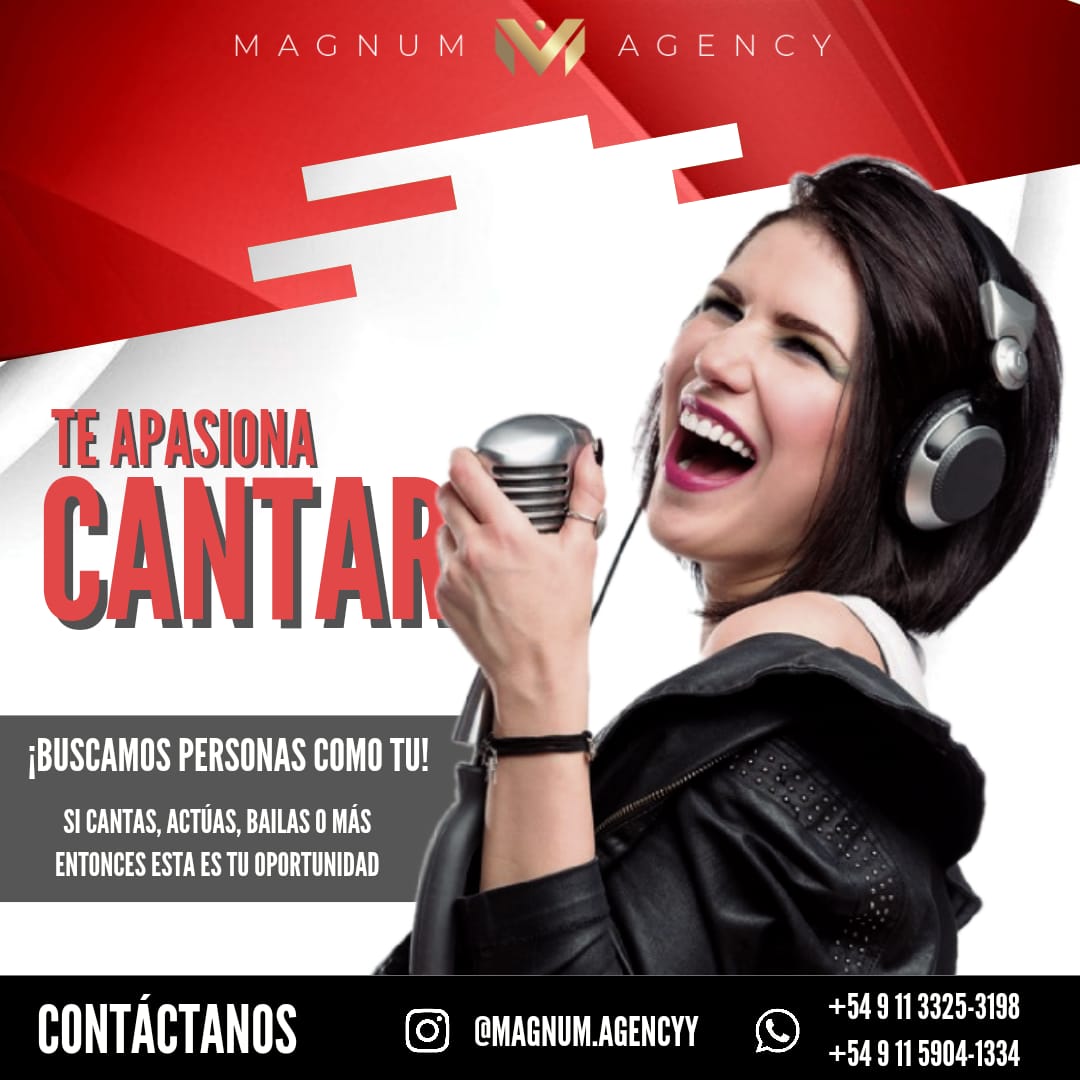 MAGNUM AGENCY
TE APASIONA
CANTAR
¡BUSCAMOS PERSONAS COMO TU!
SI CANTAS, ACTÚAS, BAILAS O MÁS
ENTONCES ESTA ES TU OPORTUNIDAD
CONTÁCTANOS
@MAGNUM.AGENCYY
+54 9 11 3325-3198
+54 9 11 5904-1334